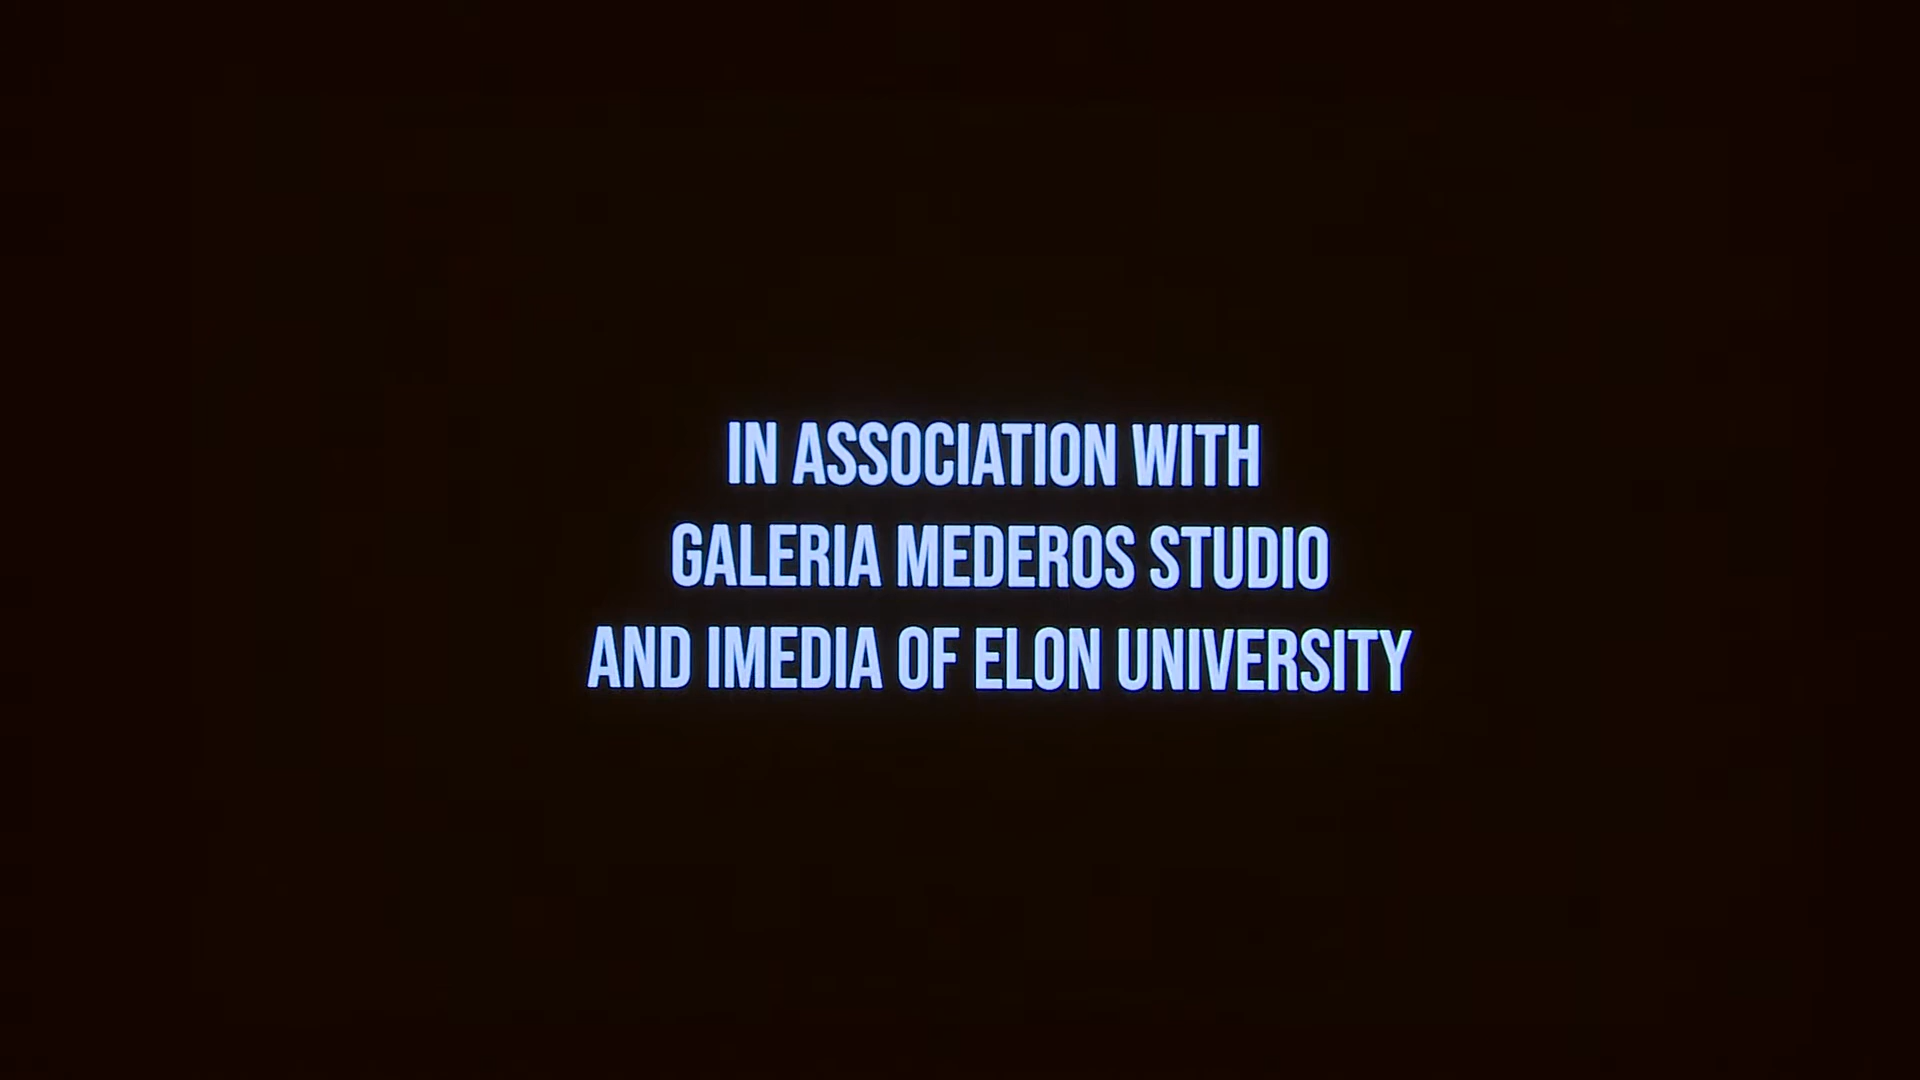 IN ASSOCIATION WITH
GALERIA MEDEROS STUDIO
AND IMEDIA OF ELON UNIVERSITY